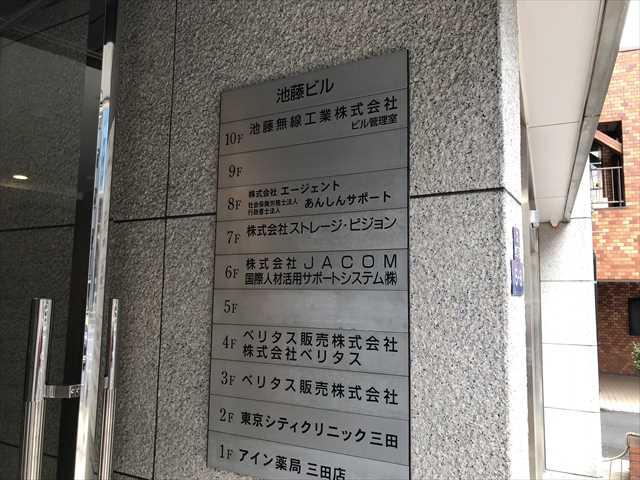 池藤ビル
10F 池藤無線工業株式会社
ビル管理室
9F
8F 株式会社 エージェント
社会保険労務士法人 あんしんサポート
行政書士法人
7F 株式会社ストレージ・ビジョン
6F 株式会社 JACOM
国際人材活用サポートシステム㈱
5F
4F ベリタス販売株式会社
株式会社ベリタス
3F ベリタス販売株式会社
2F 東京シティクリニック三田
1F アイン薬局 三田店